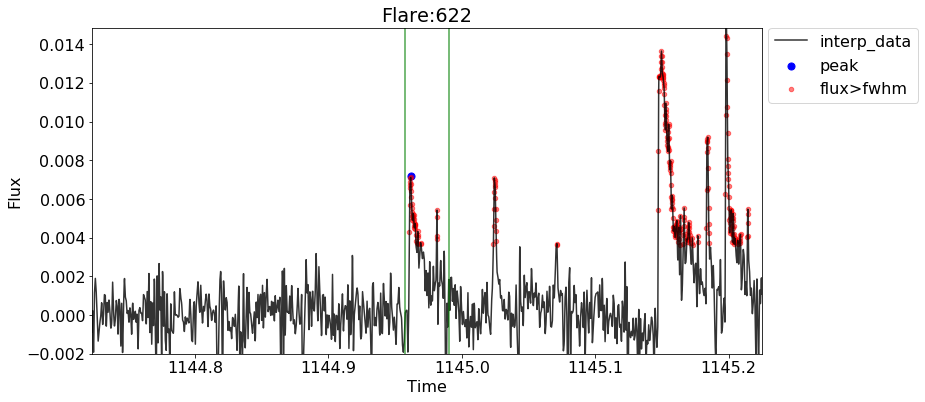 Flare:622
interp_data
peak
flux>fwhm
Flux
0.014
0.012
0.010
0.008
0.006
0.004
0.002
0.000
−0.002
1144.8
1144.9
1145.0
1145.1
1145.2
Time